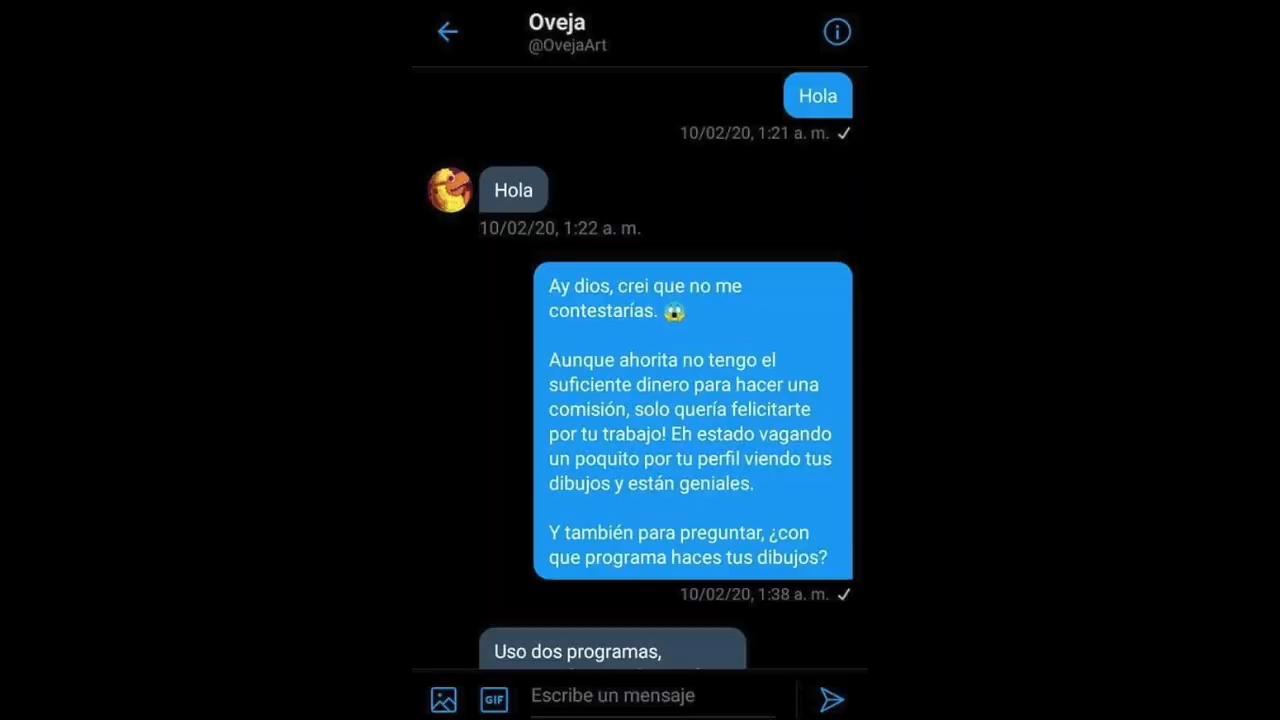 Oveja
@OvejaArt
Hola
10/02/20, 1:21 a. m.
Hola
10/02/20, 1:22 a. m.
Ay dios, crei que no me
contestarías. 😱
Aunque ahorita no tengo el
suficiente dinero para hacer una
comisión, solo quería felicitarte
por tu trabajo! Eh estado vagando
un poquito por tu perfil viendo tus
dibujos y están geniales.
Y también para preguntar, ¿con
que programa haces tus dibujos?
10/02/20, 1:38 a. m.
Uso dos programas,
GIF
Escribe un mensaje